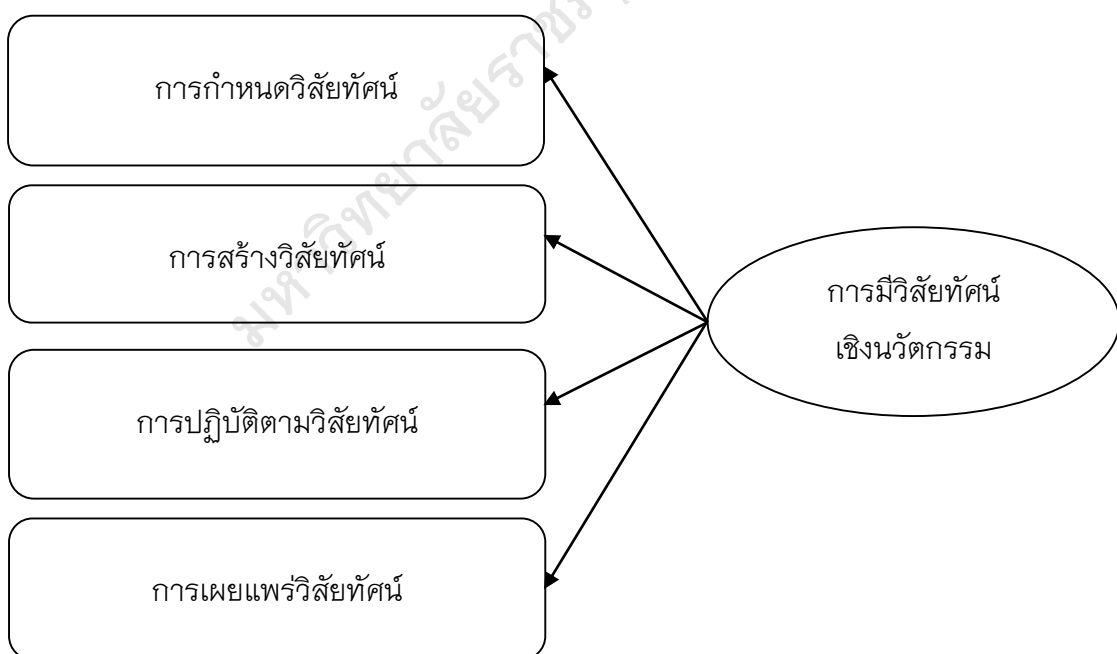 การกำหนดวิสัยทัศน์
การสร้างวิสัยทัศน์
การปฏิบัติตามวิสัยทัศน์
การเผยแพร่วิสัยทัศน์
การมีวิสัยทัศน์
เชิงนวัตกรรม